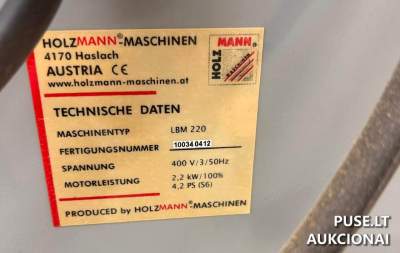 HOLZMANN®-MASCHINEN
4170 Haslach
AUSTRIA CE
www.holzmann-maschinen.at
HOLZ MANN®
TECHNISCHE DATEN
MASCHINENTYP LBM 220
FERTIGUNGSNUMMER 100340412
SPANNUNG 400 V/3/50Hz
MOTORLEISTUNG 2,2 kW/100%
4,2 PS (S6)
PRODUCED by HOLZMANN®-MASCHINEN
PUSE.LT
AUKCIONAI